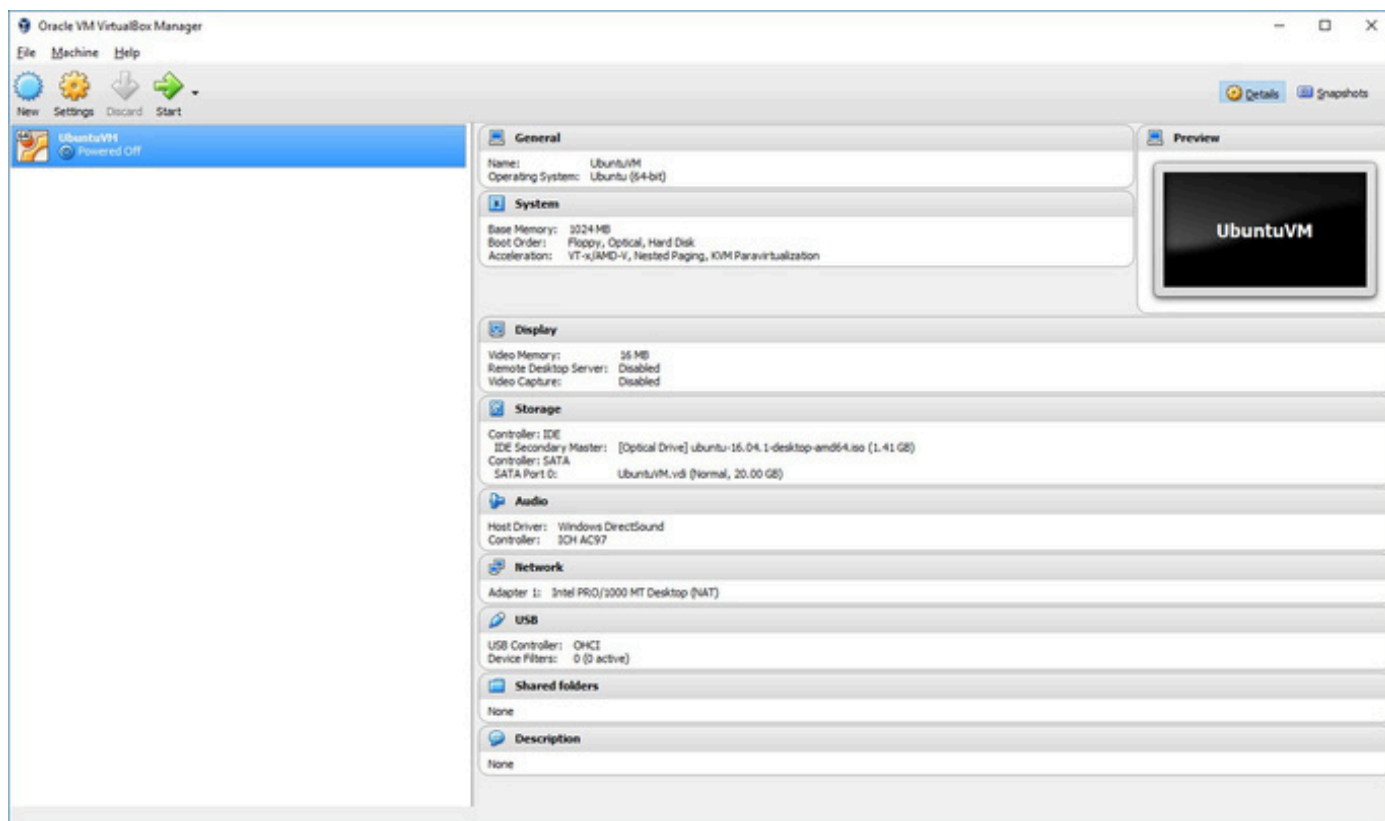 Oracle VM VirtualBox Manager
File Machine Help
New Settings Discard Start
Details Snapshots
UbuntuVM
Powered Off
General
Name: UbuntuVM
Operating System: Ubuntu (64-bit)
System
Base Memory: 1024 MB
Boot Order: Floppy, Optical, Hard Disk
Acceleration: VT-x/AMD-V, Nested Paging, KVM Paravirtualization
Preview
UbuntuVM
Display
Video Memory: 16 MB
Remote Desktop Server: Disabled
Video Capture: Disabled
Storage
Controller: IDE
IDE Secondary Master: [Optical Drive] ubuntu-16.04.1-desktop-amd64.iso (1.41 GB)
Controller: SATA
SATA Port 0: UbuntuVM.vdi (Normal, 20.00 GB)
Audio
Host Driver: Windows DirectSound
Controller: ICH AC97
Network
Adapter 1: Intel PRO/1000 MT Desktop (NAT)
USB
USB Controller: OHCI
Device Filters: 0 (0 active)
Shared folders
None
Description
None